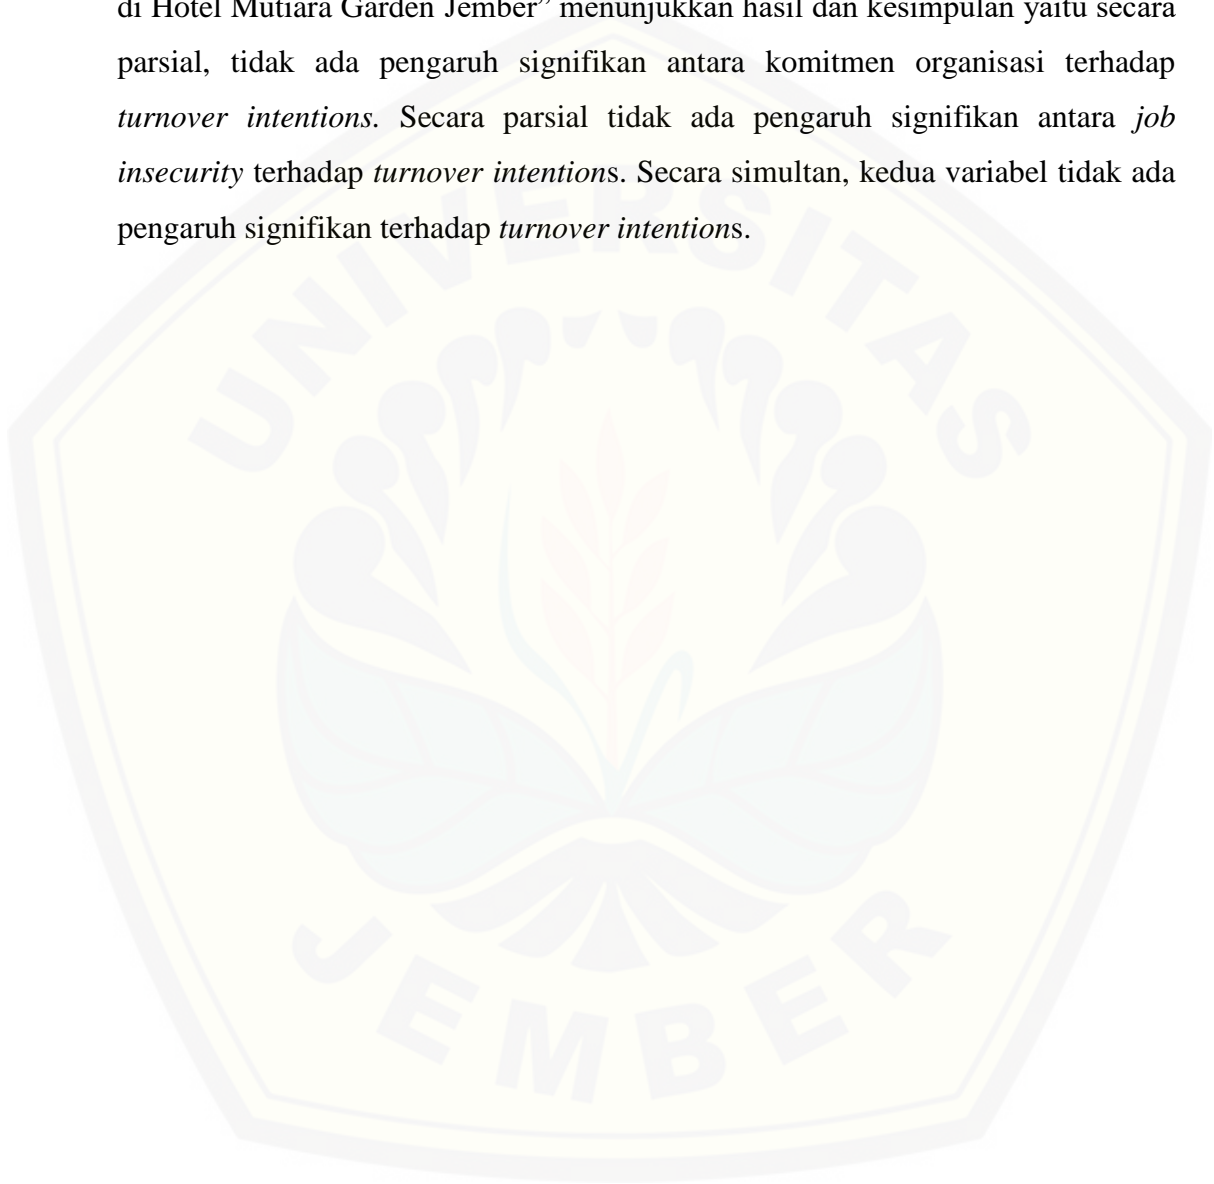 di Hotel Mutiara Garden Jember” menunjukkan hasil dan kesimpulan yaitu secara
parsial, tidak ada pengaruh signifikan antara komitmen organisasi terhadap
turnover intentions. Secara parsial tidak ada pengaruh signifikan antara job
insecurity terhadap turnover intentions. Secara simultan, kedua variabel tidak ada
pengaruh signifikan terhadap turnover intentions.
UNIVERSITAS
JEMBER